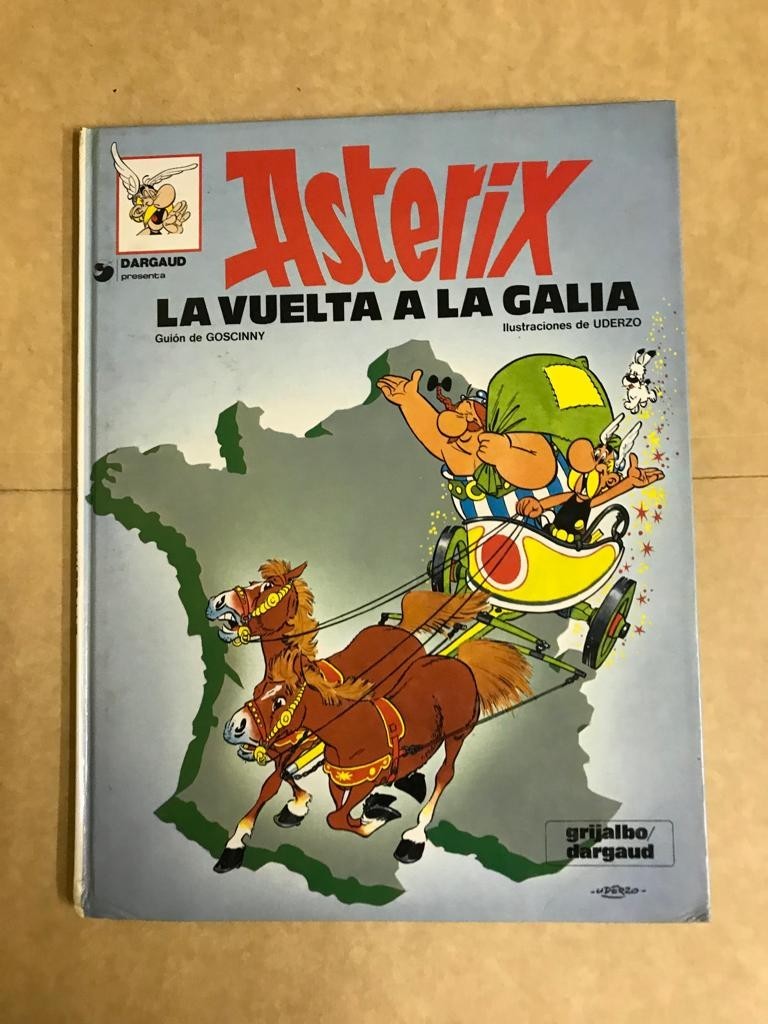 Asterix
DARGAUD
presenta
LA VUELTA A LA GALIA
Guión de GOSCINNY
Ilustraciones de UDERZO
grijalbo/
dargaud
-UDERZO-